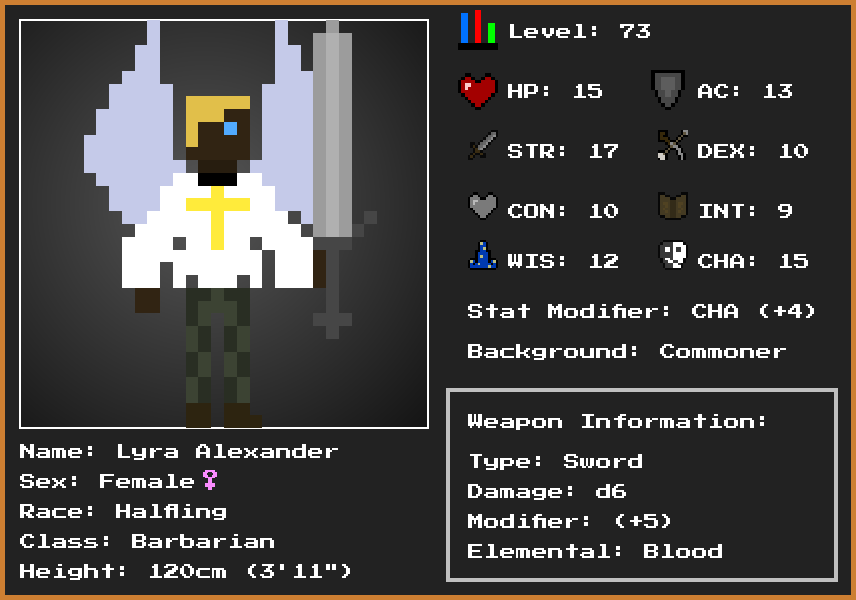 Level: 73
HP: 15
AC: 13
STR: 17
DEX: 10
CON: 10
INT: 9
WIS: 12
CHA: 15
Stat Modifier: CHA (+4)
Background: Commoner
Weapon Information:
Type: Sword
Damage: d6
Modifier: (+5)
Elemental: Blood
Name: Lyra Alexander
Sex: Female♀
Race: Halfling
Class: Barbarian
Height: 120cm (3'11")